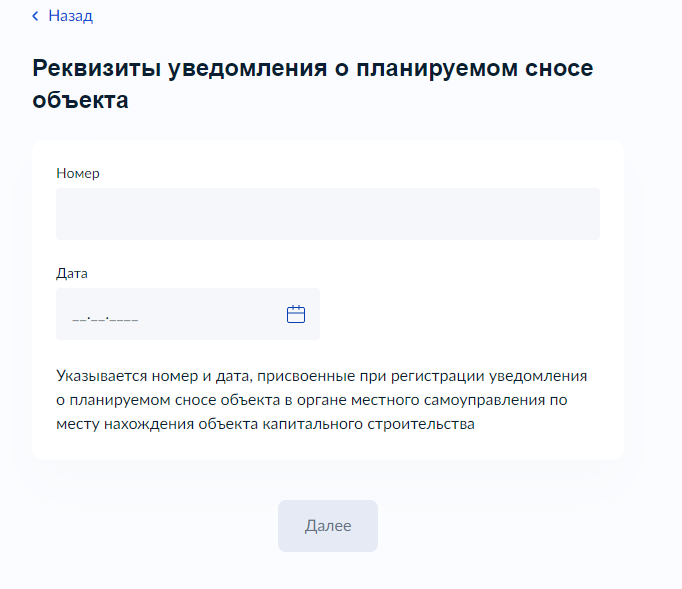 Назад
Реквизиты уведомления о планируемом сносе
объекта
Номер
Дата
__.__.____
Указывается номер и дата, присвоенные при регистрации уведомления
о планируемом сносе объекта в органе местного самоуправления по
месту нахождения объекта капитального строительства
Далее